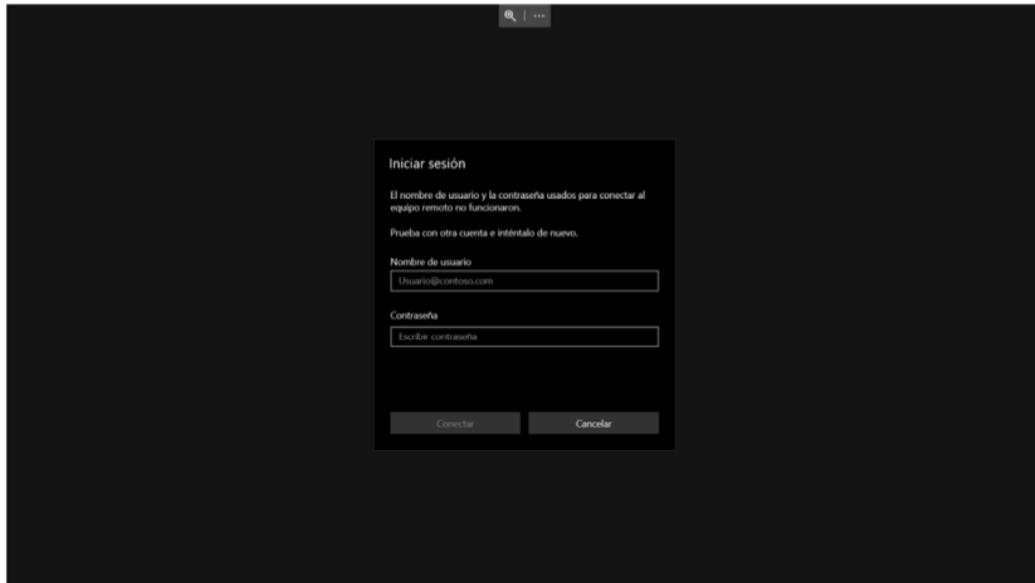 Iniciar sesión
El nombre de usuario y la contraseña usados para conectar al
equipo remoto no funcionaron.
Prueba con otra cuenta e inténtalo de nuevo.
Nombre de usuario
Usuario@contoso.com
Contraseña
Escribir contraseña
Conectar Cancelar